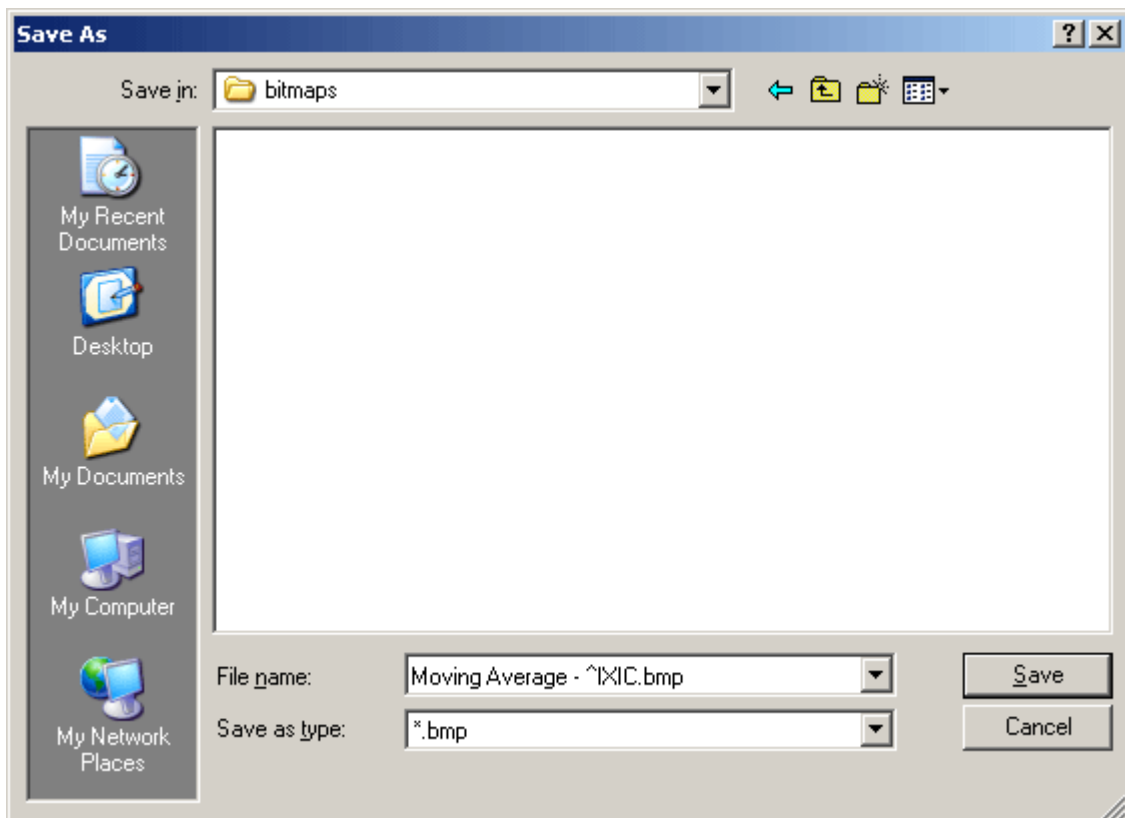 Save As
Save in:
bitmaps
My Recent
Documents
Desktop
My Documents
My Computer
My Network
Places
File name:
Moving Average - ^IXIC.bmp
Save
Save as type:
*.bmp
Cancel